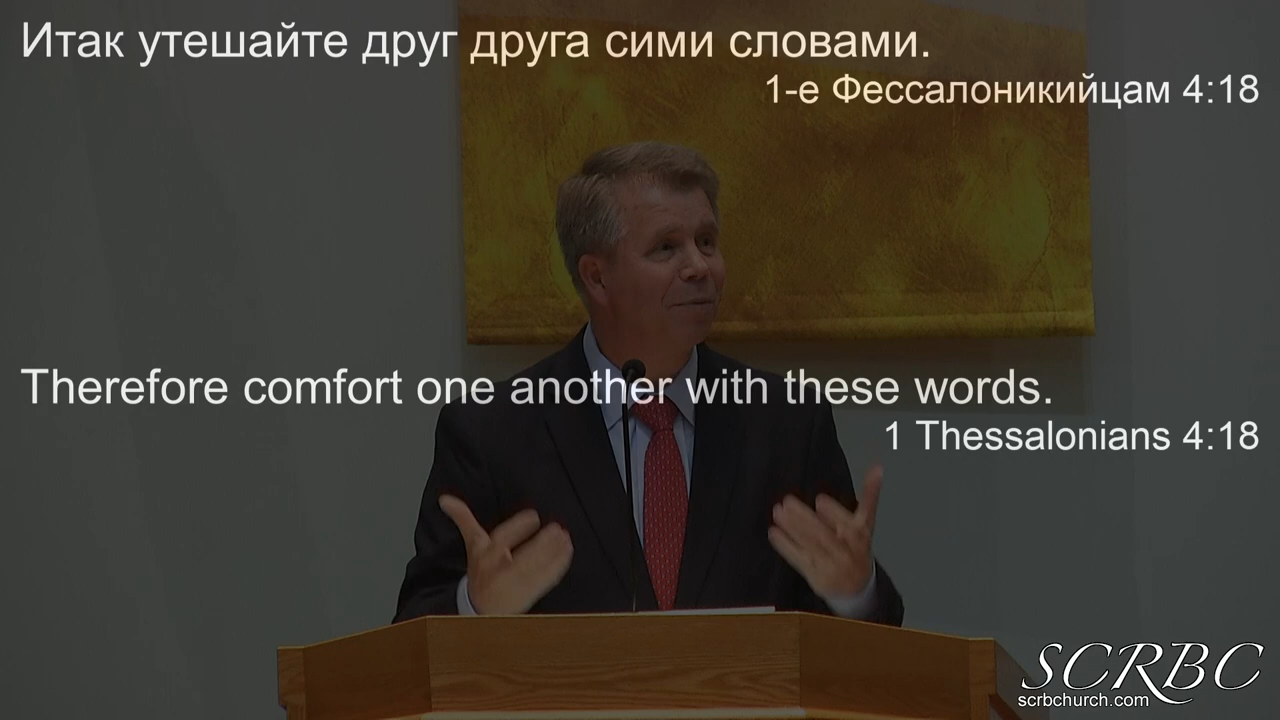 Итак утешайте друг друга сими словами.
1-е Фессалоникийцам 4:18
Therefore comfort one another with these words.
1 Thessalonians 4:18
SCRBC
scrbchurch.com